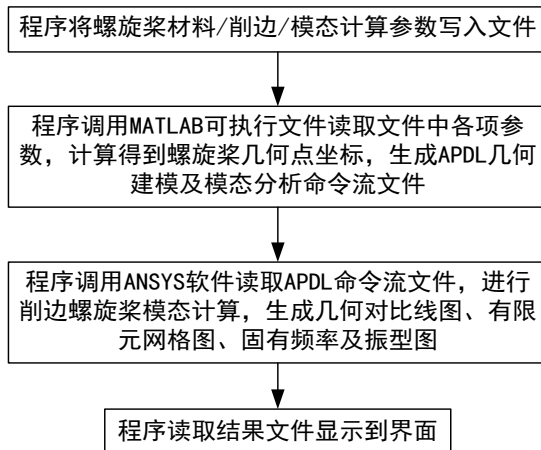 程序将螺旋桨材料/削边/模态计算参数写入文件
程序调用MATLAB可执行文件读取文件中各项参
数，计算得到螺旋桨几何点坐标，生成APDL几何
建模及模态分析命令流文件
程序调用ANSYS软件读取APDL命令流文件，进行
削边螺旋桨模态计算，生成几何对比线图、有限
元网格图、固有频率及振型图
程序读取结果文件显示到界面